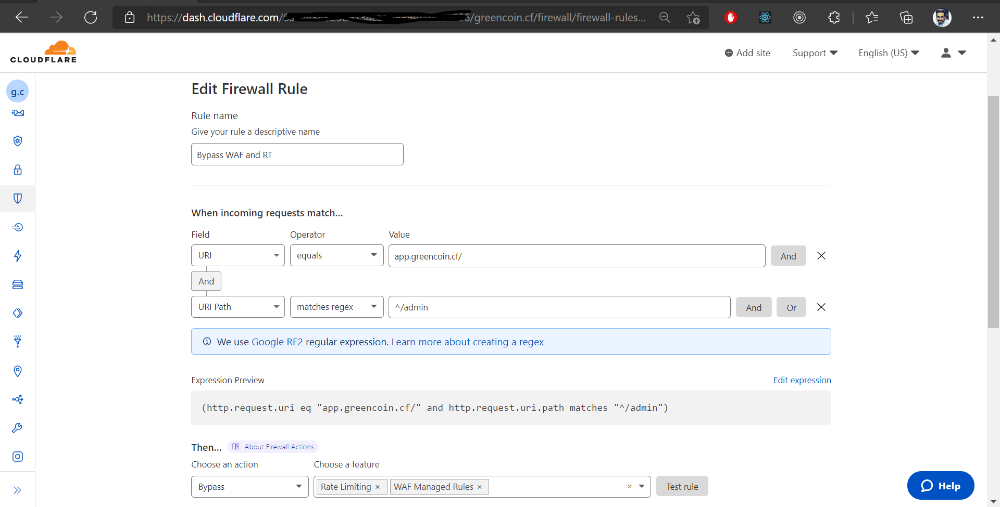 https://dash.cloudflare.com/ /greencoin.cf/firewall/firewall-rules...
CLOUDFLARE
Add site
Support
English (US)
g.c
Edit Firewall Rule
Rule name
Give your rule a descriptive name
Bypass WAF and RT
When incoming requests match...
Field Operator Value
URI equals app.greencoin.cf/ And
And
URI Path matches regex ^/admin And Or
We use Google RE2 regular expression. Learn more about creating a regex
Expression Preview Edit expression
(http.request.uri eq "app.greencoin.cf/" and http.request.uri.path matches "^/admin")
Then... About Firewall Actions
Choose an action Choose a feature
Bypass Rate Limiting × WAF Managed Rules × × Test rule
Help